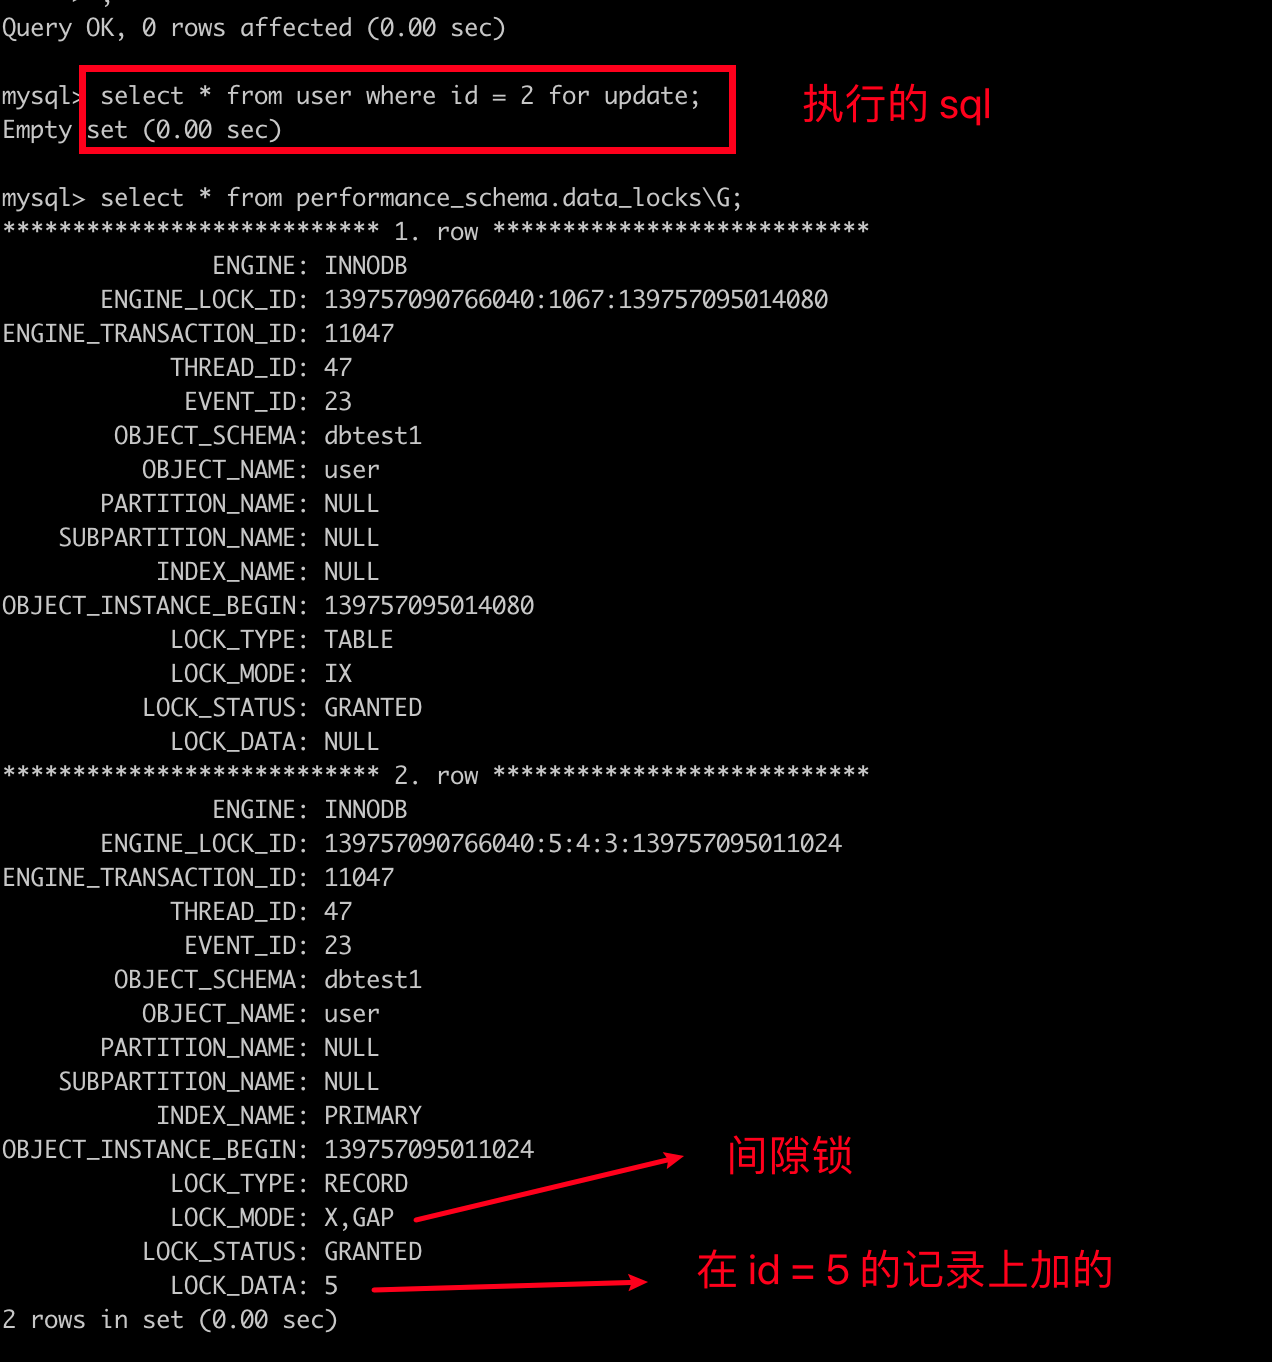 Query OK, 0 rows affected (0.00 sec)
mysql> select * from user where id = 2 for update;
执行的 sql
Empty set (0.00 sec)
mysql> select * from performance_schema.data_locks\G;
*************************** 1. row ***************************
ENGINE: INNODB
ENGINE_LOCK_ID: 139757090766040:1067:139757095014080
ENGINE_TRANSACTION_ID: 11047
THREAD_ID: 47
EVENT_ID: 23
OBJECT_SCHEMA: dbtest1
OBJECT_NAME: user
PARTITION_NAME: NULL
SUBPARTITION_NAME: NULL
INDEX_NAME: NULL
OBJECT_INSTANCE_BEGIN: 139757095014080
LOCK_TYPE: TABLE
LOCK_MODE: IX
LOCK_STATUS: GRANTED
LOCK_DATA: NULL
*************************** 2. row ***************************
ENGINE: INNODB
ENGINE_LOCK_ID: 139757090766040:5:4:3:139757095011024
ENGINE_TRANSACTION_ID: 11047
THREAD_ID: 47
EVENT_ID: 23
OBJECT_SCHEMA: dbtest1
OBJECT_NAME: user
PARTITION_NAME: NULL
SUBPARTITION_NAME: NULL
INDEX_NAME: PRIMARY
OBJECT_INSTANCE_BEGIN: 139757095011024
间隙锁
LOCK_TYPE: RECORD
LOCK_MODE: X,GAP
LOCK_STATUS: GRANTED
在 id = 5 的记录上加的
LOCK_DATA: 5
2 rows in set (0.00 sec)